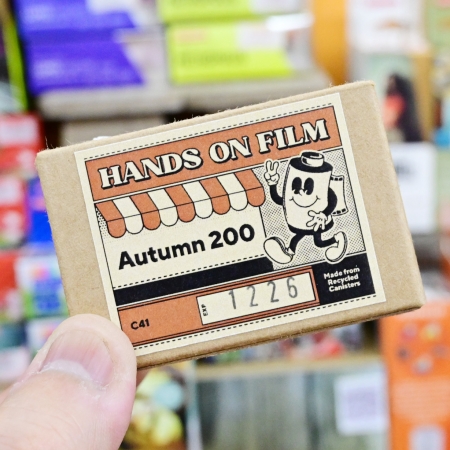 HANDS ON FILM
Autumn 200
Made from
Recycled
Canisters
C41
EXP
1226